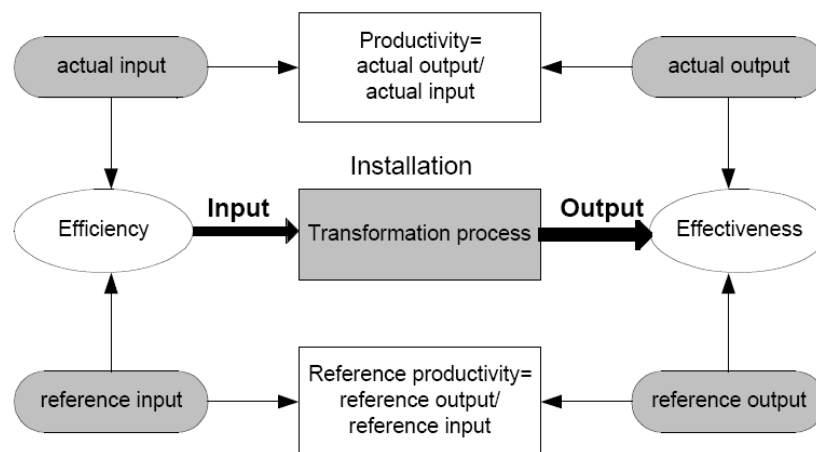 actual input
Productivity=
actual output/
actual input
actual output
Installation
Efficiency
Input
Transformation process
Output
Effectiveness
reference input
Reference productivity=
reference output/
reference input
reference output